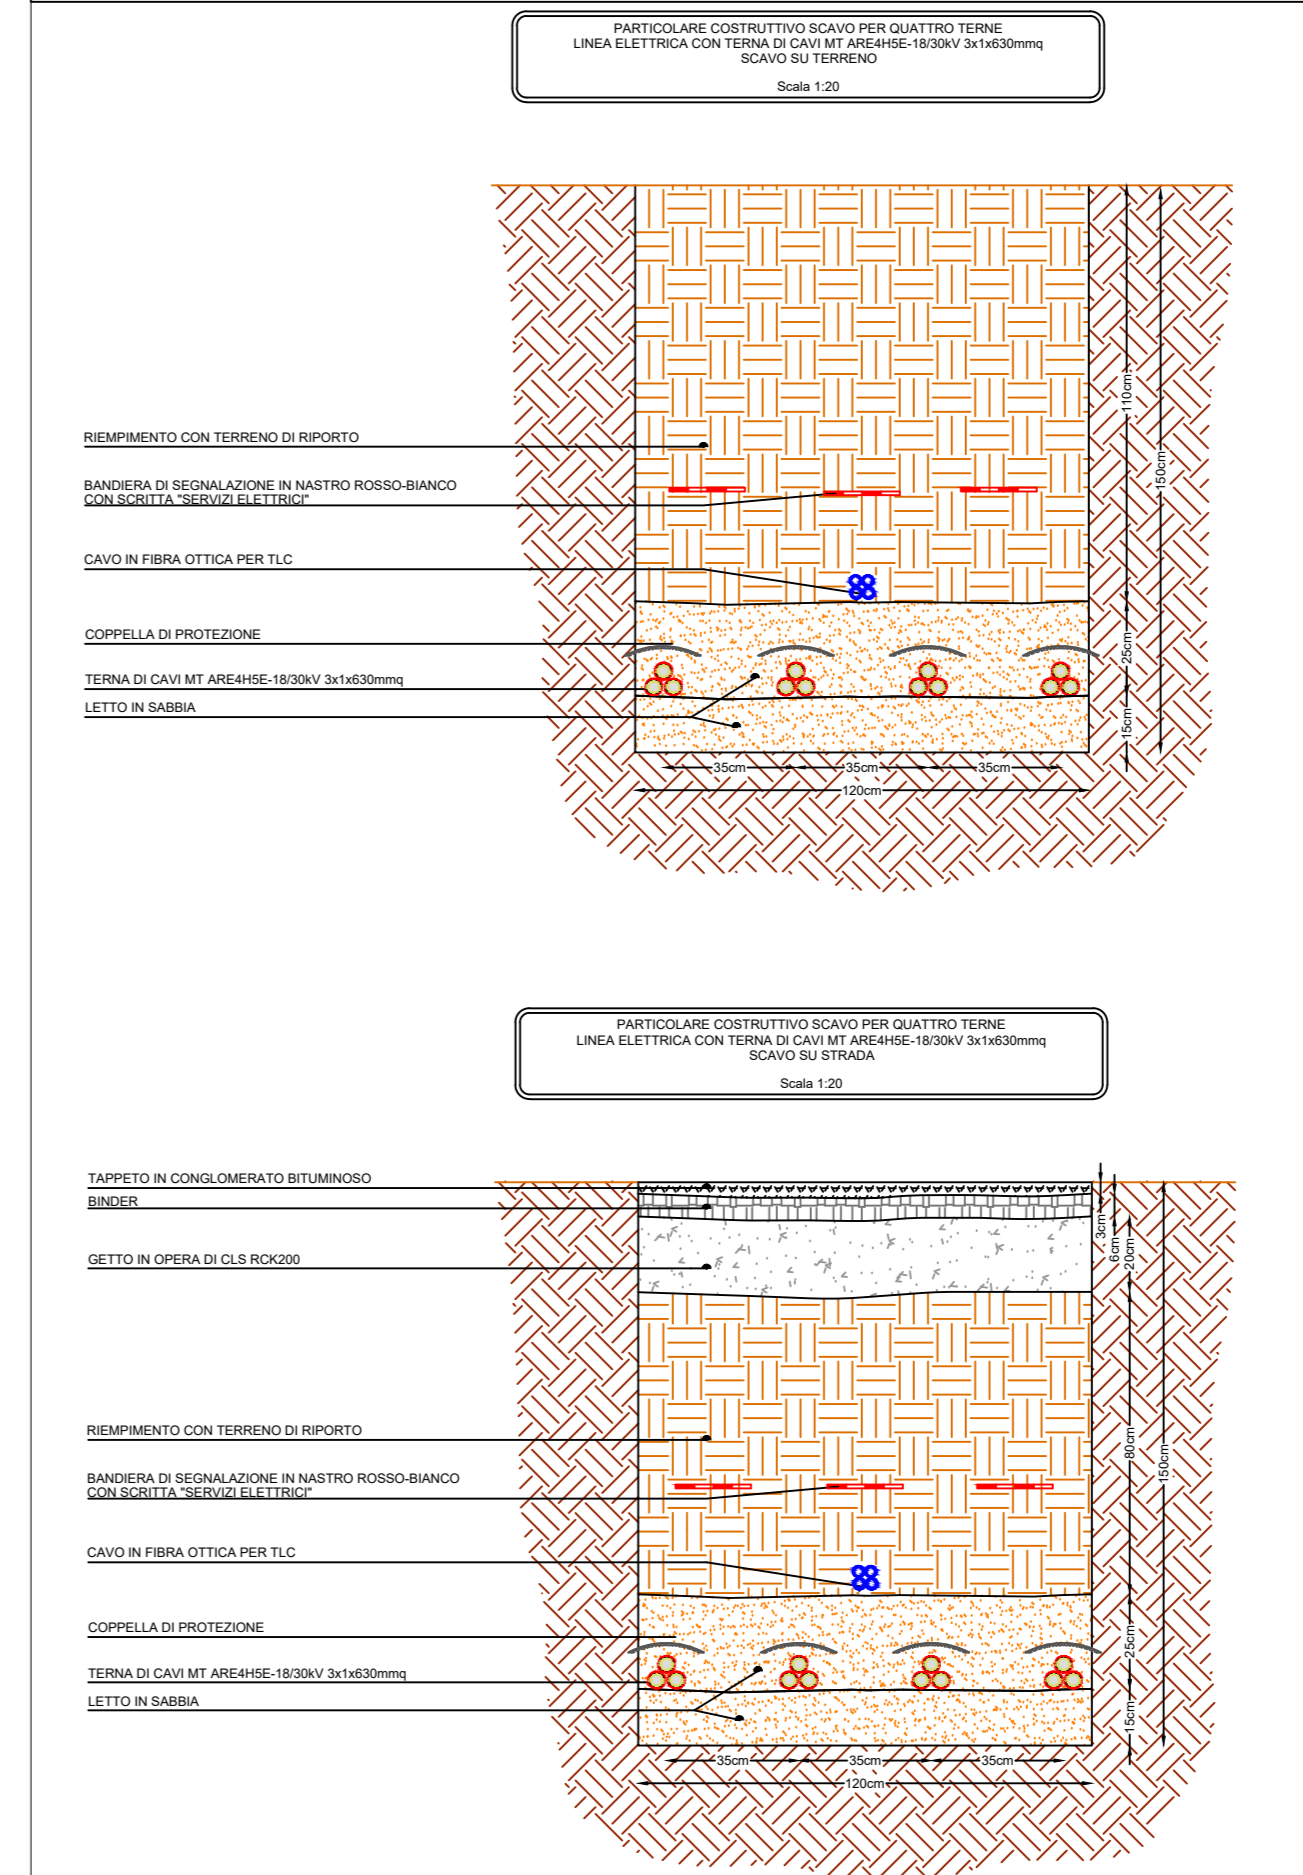 PARTICOLARE COSTRUTTIVO SCAVO PER QUATTRO TERNE
LINEA ELETTRICA CON TERNA DI CAVI MT ARE4H5E-18/30kV 3x1x630mmq
SCAVO SU TERRENO
Scala 1:20
RIEMPIMENTO CON TERRENO DI RIPORTO
BANDIERA DI SEGNALAZIONE IN NASTRO ROSSO-BIANCO
CON SCRITTA "SERVIZI ELETTRICI"
CAVO IN FIBRA OTTICA PER TLC
COPPELLA DI PROTEZIONE
TERNA DI CAVI MT ARE4H5E-18/30kV 3x1x630mmq
LETTO IN SABBIA
110cm
150cm
25cm
15cm
35cm
35cm
35cm
120cm
PARTICOLARE COSTRUTTIVO SCAVO PER QUATTRO TERNE
LINEA ELETTRICA CON TERNA DI CAVI MT ARE4H5E-18/30kV 3x1x630mmq
SCAVO SU STRADA
Scala 1:20
TAPPETO IN CONGLOMERATO BITUMINOSO
BINDER
GETTO IN OPERA DI CLS RCK200
RIEMPIMENTO CON TERRENO DI RIPORTO
BANDIERA DI SEGNALAZIONE IN NASTRO ROSSO-BIANCO
CON SCRITTA "SERVIZI ELETTRICI"
CAVO IN FIBRA OTTICA PER TLC
COPPELLA DI PROTEZIONE
TERNA DI CAVI MT ARE4H5E-18/30kV 3x1x630mmq
LETTO IN SABBIA
3cm
6cm
20cm
80cm
150cm
25cm
15cm
35cm
35cm
35cm
120cm